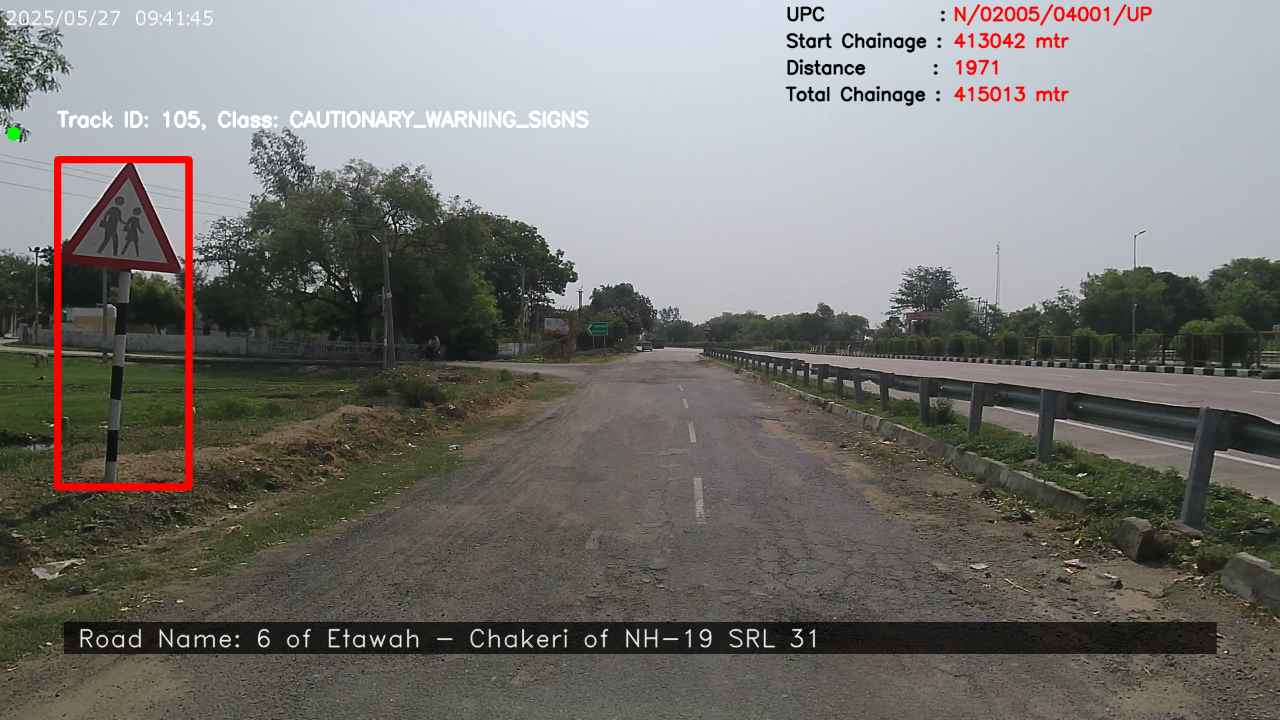 2025/05/27 09:41:45
UPC : N/02005/04001/UP
Start Chainage : 413042 mtr
Distance : 1971
Total Chainage : 415013 mtr
Track ID: 105, Class: CAUTIONARY_WARNING_SIGNS
Road Name: 6 of Etawah - Chakeri of NH-19 SRL 31